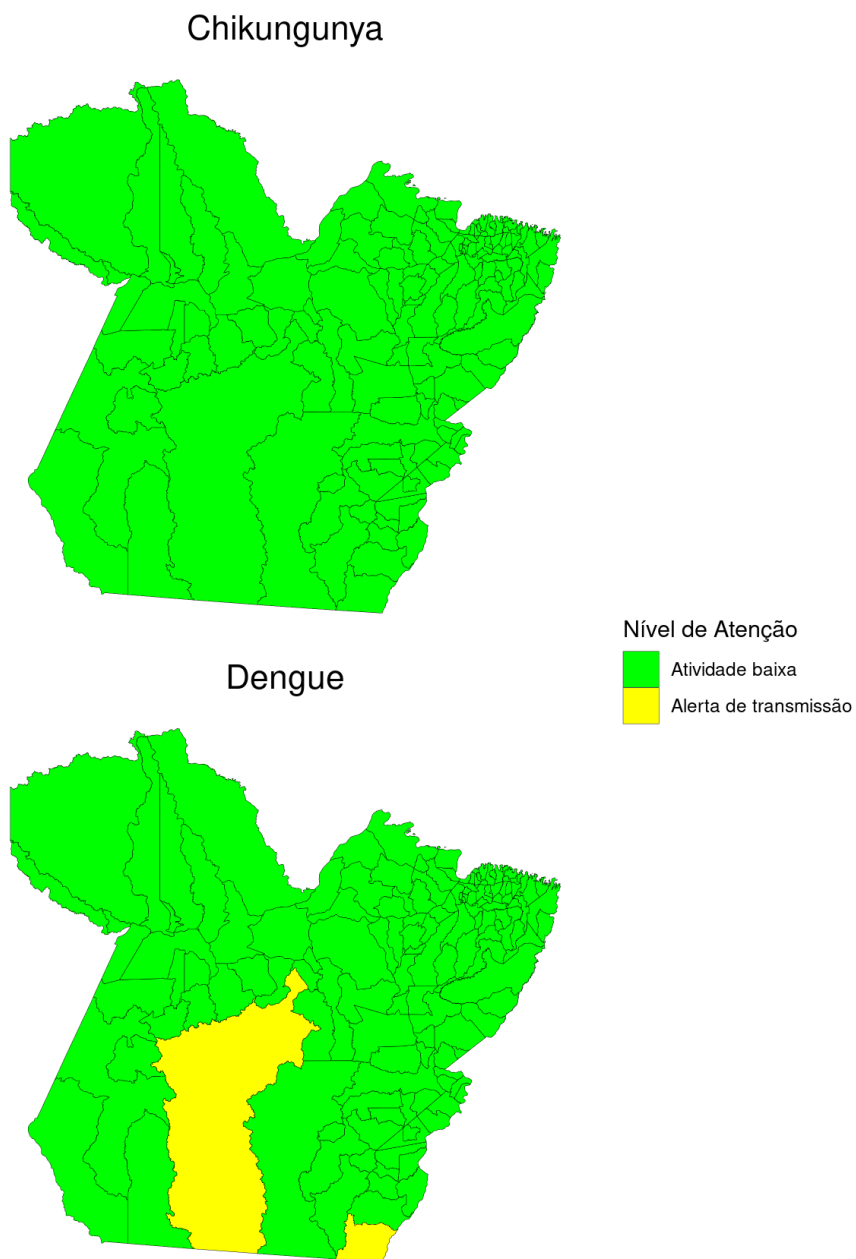 Chikungunya
Nível de Atenção
Atividade baixa
Alerta de transmissão
Dengue